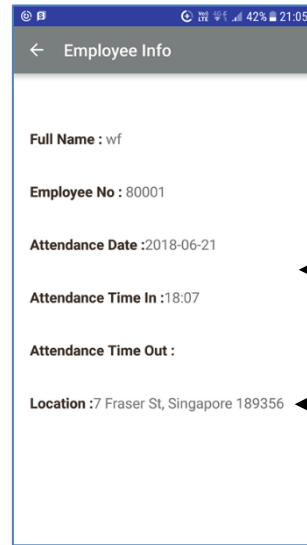 42% 21:05
← Employee Info
Full Name : wf
Employee No : 80001
Attendance Date :2018-06-21
Attendance Time In :18:07
Attendance Time Out :
Location :7 Fraser St, Singapore 189356